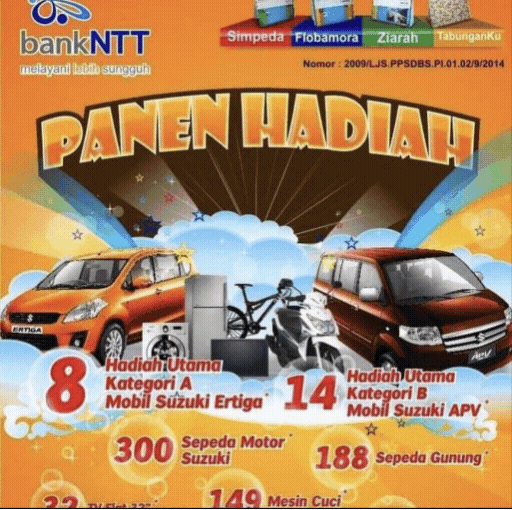 bankNTT
melayani lebih sungguh
Simpeda Flobamora Ziarah TabunganKu
Nomor : 2009/LJS.PPSDBS.PI.01.02/9/2014
PANEN HADIAH
ERTIGA
APV
8 Hadiah Utama
Kategori A
Mobil Suzuki Ertiga*
14 Hadiah Utama
Kategori B
Mobil Suzuki APV*
300 Sepeda Motor*
Suzuki
188 Sepeda Gunung*
32 TV Flat 32"*
149 Mesin Cuci*